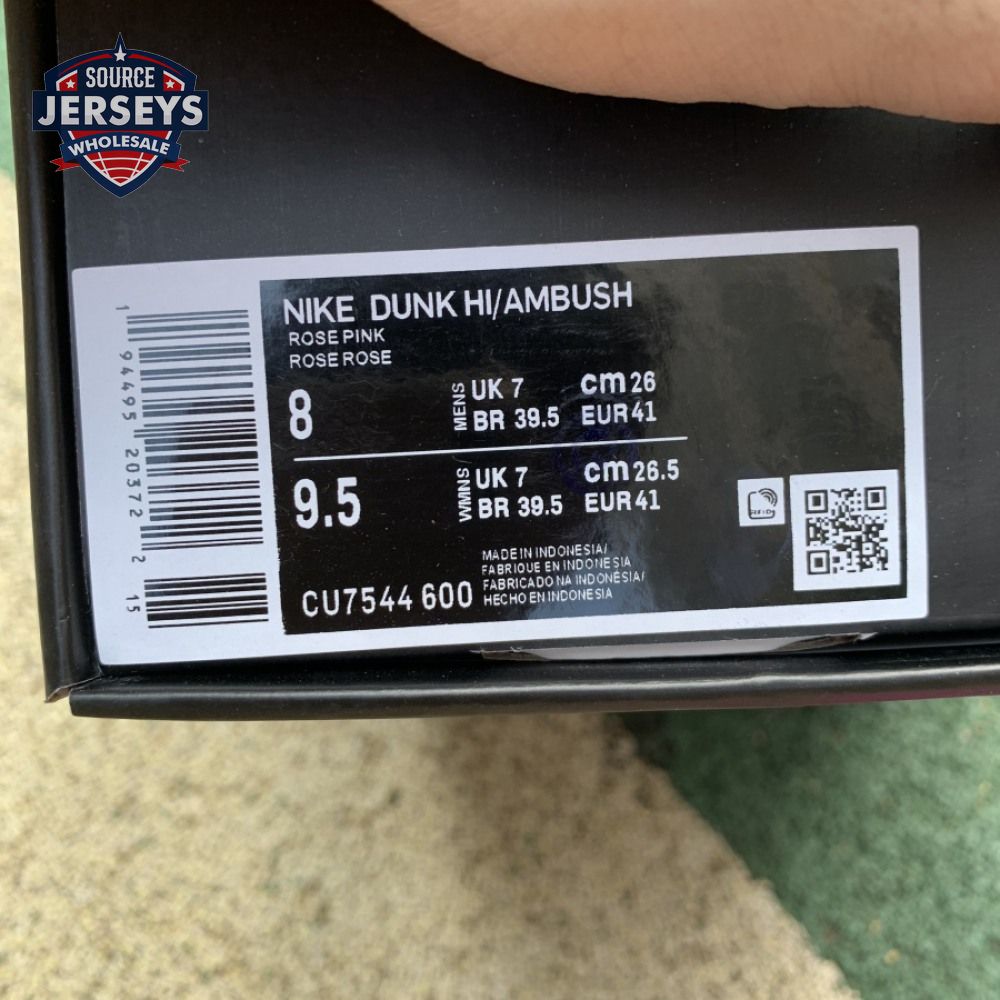 SOURCE
JERSEYS
WHOLESALE
NIKE DUNK HI/AMBUSH
ROSE PINK
ROSE ROSE
8 MENS UK 7 cm 26
BR 39.5 EUR 41
9.5 WMNS UK 7 cm 26.5
BR 39.5 EUR 41
CU7544 600
MADE IN INDONESIA/
FABRIQUE EN INDONESIA
FABRICADO NA INDONESIA/
HECHO EN INDONESIA
1 94495 20372 2
15